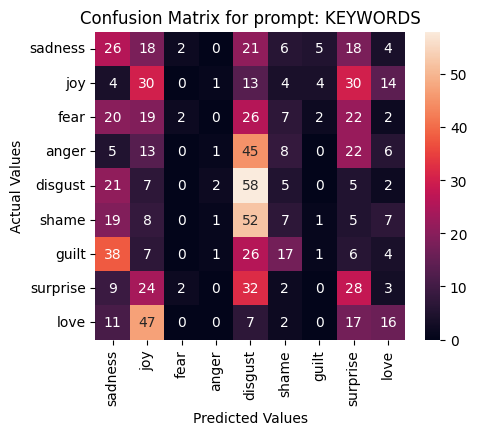 Confusion Matrix for prompt: KEYWORDS
Actual Values
sadness 26 18 2 0 21 6 5 18 4
joy 4 30 0 1 13 4 4 30 14
fear 20 19 2 0 26 7 2 22 2
anger 5 13 0 1 45 8 0 22 6
disgust 21 7 0 2 58 5 0 5 2
shame 19 8 0 1 52 7 1 5 7
guilt 38 7 0 1 26 17 1 6 4
surprise 9 24 2 0 32 2 0 28 3
love 11 47 0 0 7 2 0 17 16
sadness joy fear anger disgust shame guilt surprise love
Predicted Values
50
40
30
20
10
0